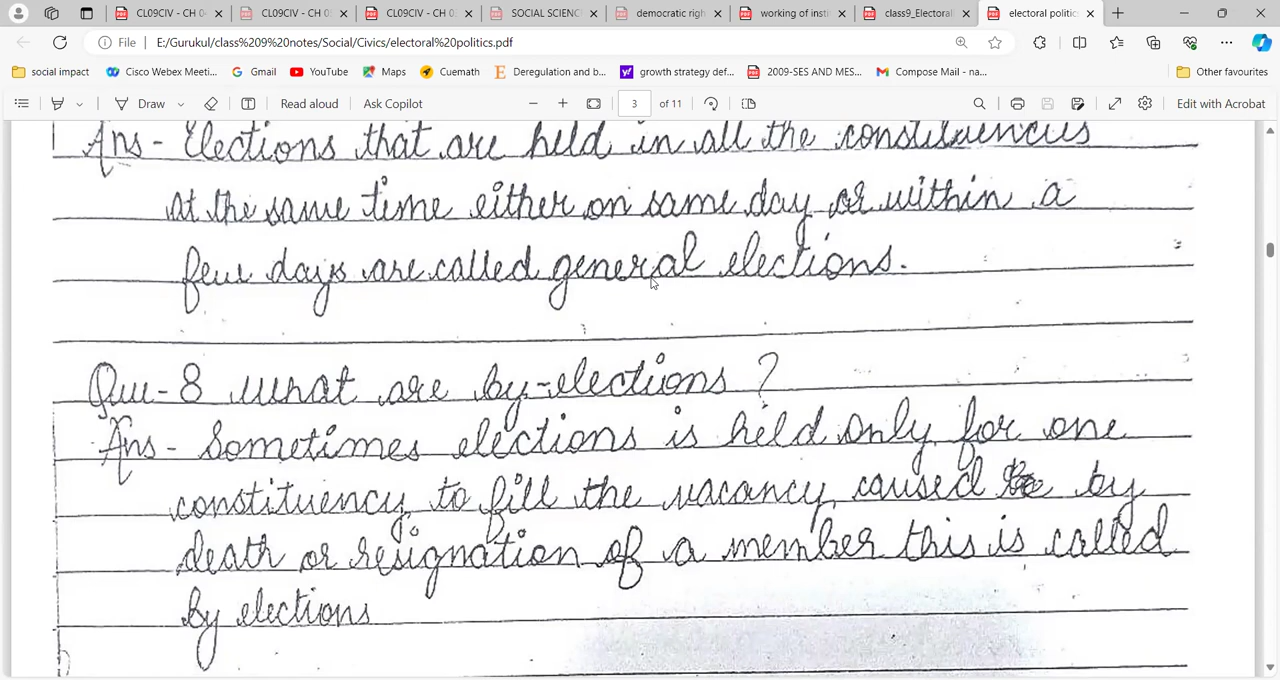 CL09CIV - CH 0
CL09CIV - CH 0
CL09CIV - CH 0
SOCIAL SCIENC
democratic righ
working of insti
class9_Electoral
electoral politic
File
E:/Gurukul/class%209%20notes/Social/Civics/electoral%20politics.pdf
social impact
Cisco Webex Meeti...
Gmail
YouTube
Maps
Cuemath
Deregulation and b...
growth strategy def...
2009-SES AND MES...
Compose Mail - na...
Other favourites
Draw
Read aloud
Ask Copilot
3 of 11
Edit with Acrobat
Ans - Elections that are held in all the constituencies
at the same time either on same day or within a
few days are called general elections.
Que- 8 What are by-elections ?
Ans - Sometimes elections is held only for one
constituency to fill the vacancy caused by
death or resignation of a member this is called
by elections